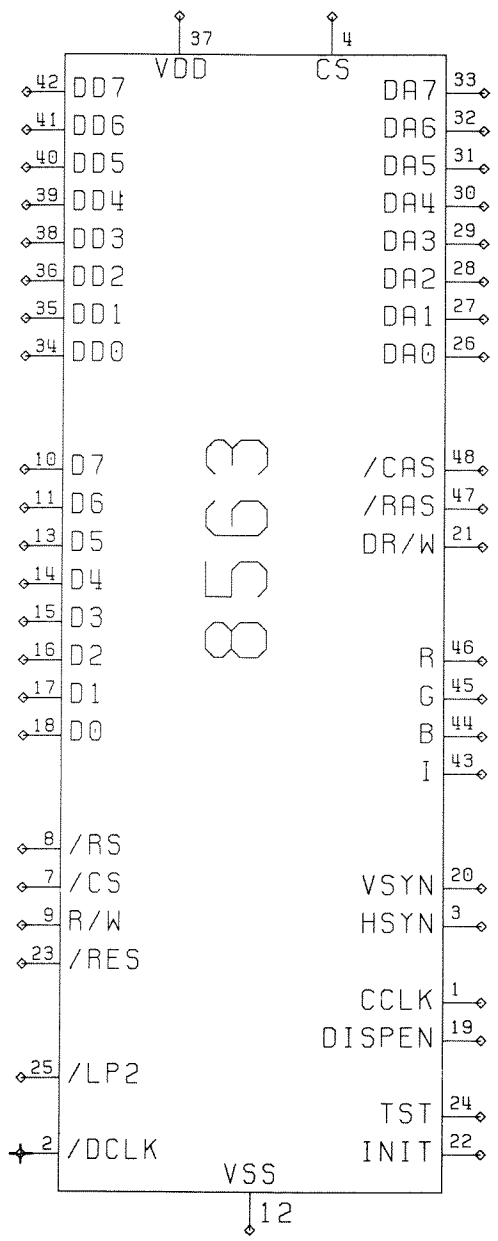 37 4
VDD CS
42 DD7 DA7 33
41 DD6 DA6 32
40 DD5 DA5 31
39 DD4 DA4 30
38 DD3 DA3 29
36 DD2 DA2 28
35 DD1 DA1 27
34 DD0 DA0 26
8563
10 D7 /CAS 48
11 D6 /RAS 47
13 D5 DR/W 21
14 D4
15 D3
16 D2 R 46
17 D1 G 45
18 D0 B 44
I 43
8 /RS
7 /CS VSYN 20
9 R/W HSYN 3
23 /RES
CCLK 1
DISPEN 19
25 /LP2
TST 24
2 /DCLK INIT 22
VSS
12